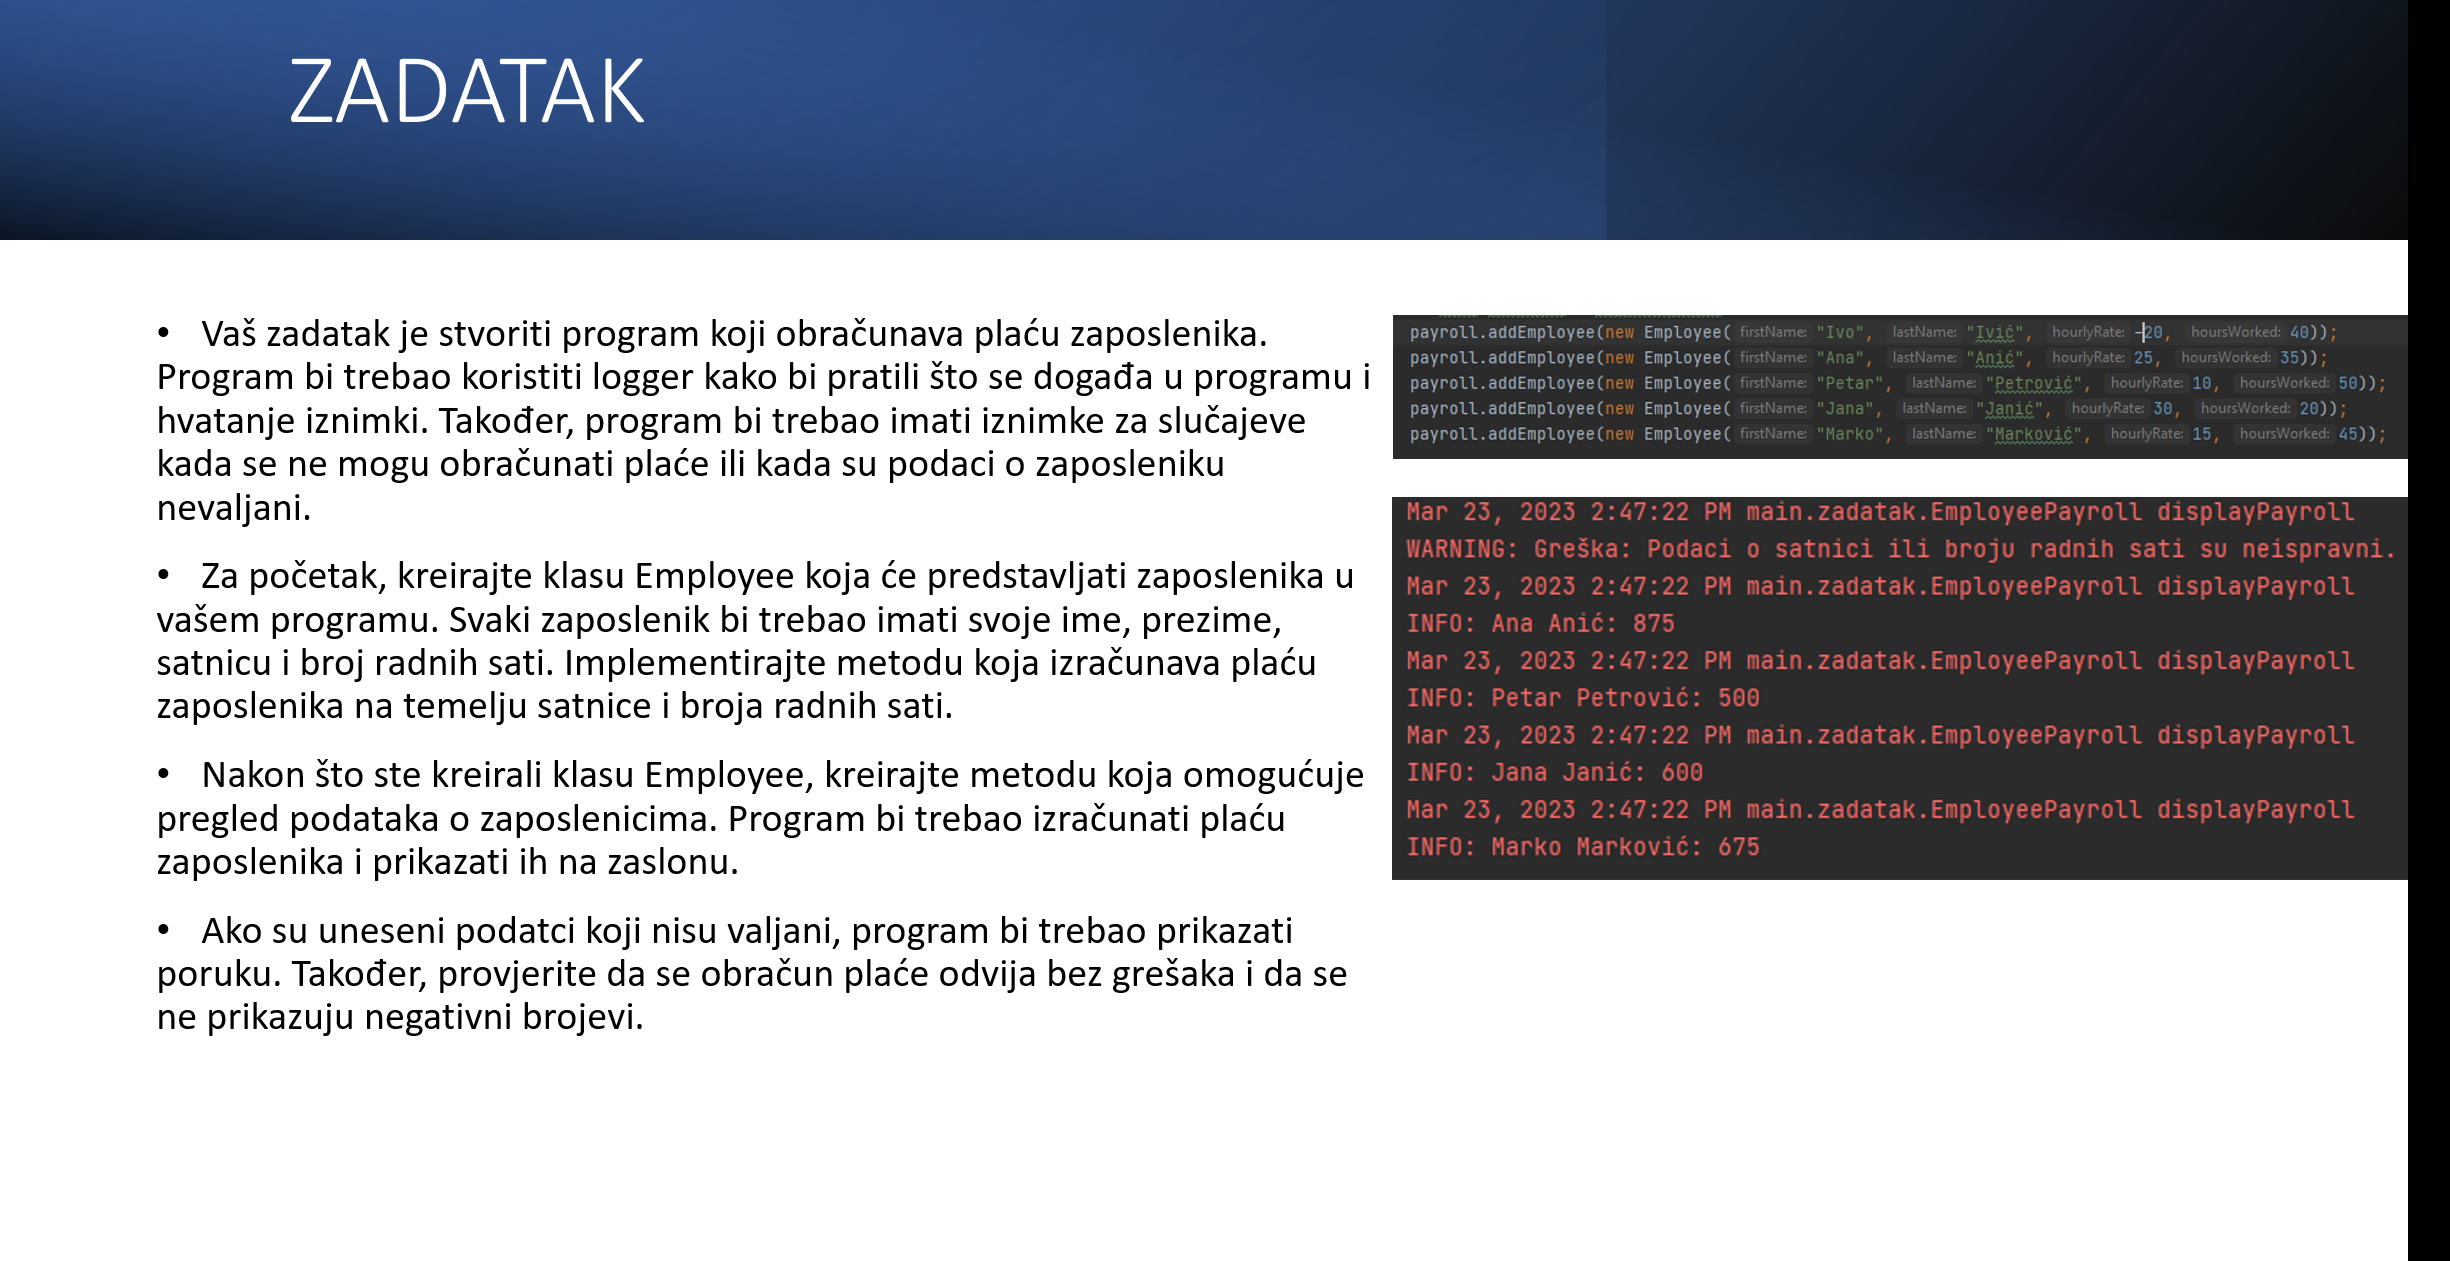 ZADATAK
• Vaš zadatak je stvoriti program koji obračunava plaću zaposlenika.
Program bi trebao koristiti logger kako bi pratili što se događa u programu i
hvatanje iznimki. Također, program bi trebao imati iznimke za slučajeve
kada se ne mogu obračunati plaće ili kada su podaci o zaposleniku
nevaljani.
• Za početak, kreirajte klasu Employee koja će predstavljati zaposlenika u
vašem programu. Svaki zaposlenik bi trebao imati svoje ime, prezime,
satnicu i broj radnih sati. Implementirajte metodu koja izračunava plaću
zaposlenika na temelju satnice i broja radnih sati.
• Nakon što ste kreirali klasu Employee, kreirajte metodu koja omogućuje
pregled podataka o zaposlenicima. Program bi trebao izračunati plaću
zaposlenika i prikazati ih na zaslonu.
• Ako su uneseni podatci koji nisu valjani, program bi trebao prikazati
poruku. Također, provjerite da se obračun plaće odvija bez grešaka i da se
ne prikazuju negativni brojevi.
payroll.addEmployee(new Employee( firstName: "Ivo", lastName: "Ivić", hourlyRate: -20, hoursWorked: 40));
payroll.addEmployee(new Employee( firstName: "Ana", lastName: "Anić", hourlyRate: 25, hoursWorked: 35));
payroll.addEmployee(new Employee( firstName: "Petar", lastName: "Petrović", hourlyRate: 10, hoursWorked: 50));
payroll.addEmployee(new Employee( firstName: "Jana", lastName: "Janić", hourlyRate: 30, hoursWorked: 20));
payroll.addEmployee(new Employee( firstName: "Marko", lastName: "Marković", hourlyRate: 15, hoursWorked: 45));
Mar 23, 2023 2:47:22 PM main.zadatak.EmployeePayroll displayPayroll
WARNING: Greška: Podaci o satnici ili broju radnih sati su neispravni.
Mar 23, 2023 2:47:22 PM main.zadatak.EmployeePayroll displayPayroll
INFO: Ana Anić: 875
Mar 23, 2023 2:47:22 PM main.zadatak.EmployeePayroll displayPayroll
INFO: Petar Petrović: 500
Mar 23, 2023 2:47:22 PM main.zadatak.EmployeePayroll displayPayroll
INFO: Jana Janić: 600
Mar 23, 2023 2:47:22 PM main.zadatak.EmployeePayroll displayPayroll
INFO: Marko Marković: 675